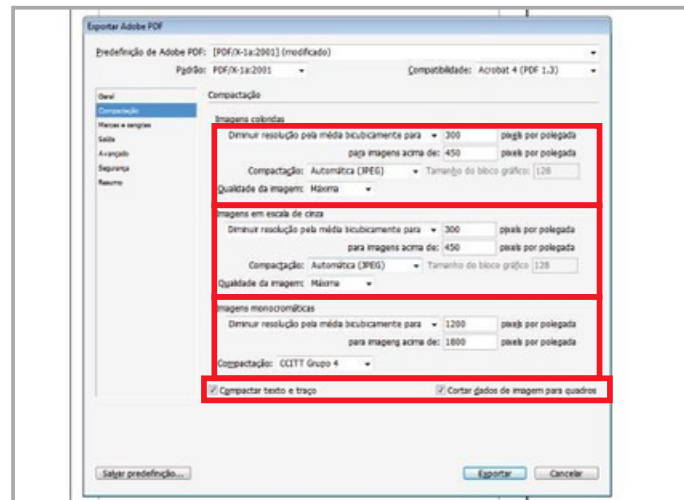 Exportar Adobe PDF
Predefinição de Adobe PDF: [PDF/X-1a:2001] (modificado)
Padrão: PDF/X-1a:2001 Compatibilidade: Acrobat 4 (PDF 1.3)
Geral
Compactação
Marcas e sangrias
Saída
Avançado
Segurança
Resumo
Compactação
Imagens coloridas
Diminuir resolução pela média bicubicamente para 300 pixels por polegada
para imagens acima de: 450 pixels por polegada
Compactação: Automática (JPEG) Tamanho do bloco gráfico: 128
Qualidade da imagem: Máxima
Imagens em escala de cinza
Diminuir resolução pela média bicubicamente para 300 pixels por polegada
para imagens acima de: 450 pixels por polegada
Compactação: Automática (JPEG) Tamanho do bloco gráfico 128
Qualidade da imagem: Máxima
Imagens monocromáticas
Diminuir resolução pela média bicubicamente para 1200 pixels por polegada
para imagens acima de: 1800 pixels por polegada
Compactação: CCITT Grupo 4
Compactar texto e traço Cortar dados de imagem para quadros
Salvar predefinição... Exportar Cancelar